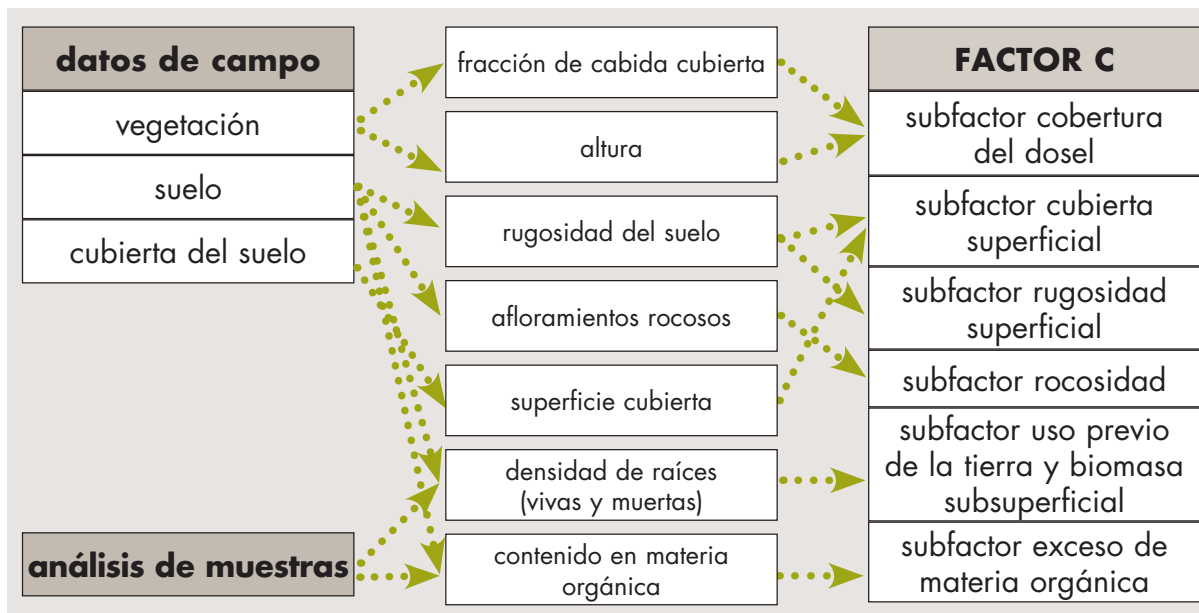 datos de campo
vegetación
suelo
cubierta del suelo
análisis de muestras
fracción de cabida cubierta
altura
rugosidad del suelo
afloramientos rocosos
superficie cubierta
densidad de raíces
(vivas y muertas)
contenido en materia
orgánica
FACTOR C
subfactor cobertura
del dosel
subfactor cubierta
superficial
subfactor rugosidad
superficial
subfactor rocosidad
subfactor uso previo
de la tierra y biomasa
subsuperficial
subfactor exceso de
materia orgánica